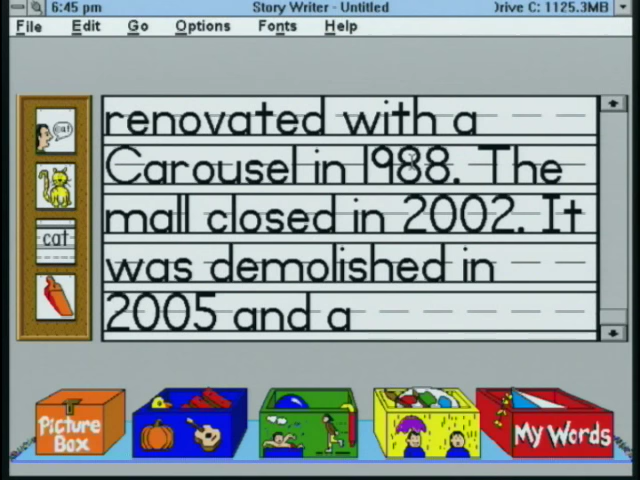 6:45 pm Story Writer - Untitled Drive C: 1125.3MB
File Edit Go Options Fonts Help
cat
renovated with a
Carousel in 1988. The
mall closed in 2002. It
cat
was demolished in
2005 and a
Picture
Box
My Words